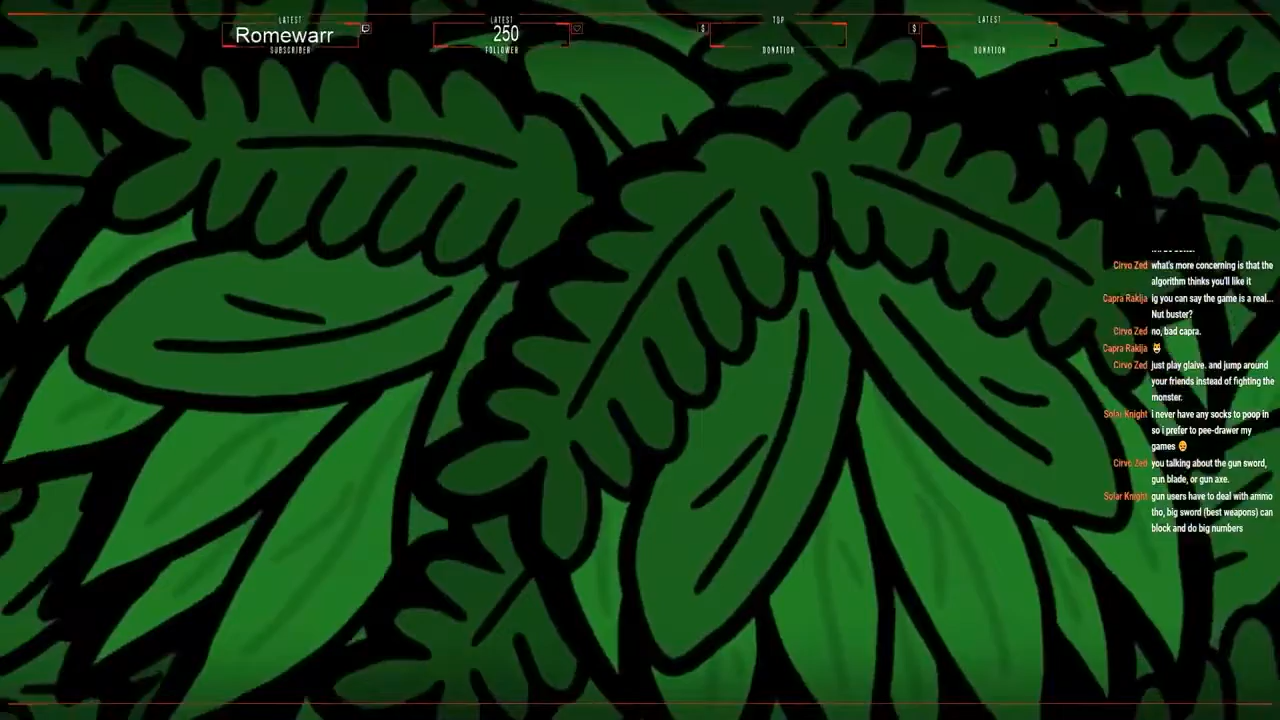 LATEST
Romewarr
SUBSCRIBER
LATEST
250
FOLLOWER
TOP
DONATION
LATEST
DONATION
Cirvo Zed what's more concerning is that the
algorithm thinks you'll like it
Capra Raklja ig you can say the game is a real...
Nut buster?
Cirvo Zed no, bad capra.
Capra Raklja 😼
Cirvo Zed just play glaive. and jump around
your friends instead of fighting the
monster.
Solar Knight i never have any socks to poop in
so i prefer to pee-drawer my
games 😔
Cirvo Zed you talking about the gun sword,
gun blade, or gun axe.
Solar Knight gun users have to deal with ammo
tho, big sword (best weapons) can
block and do big numbers